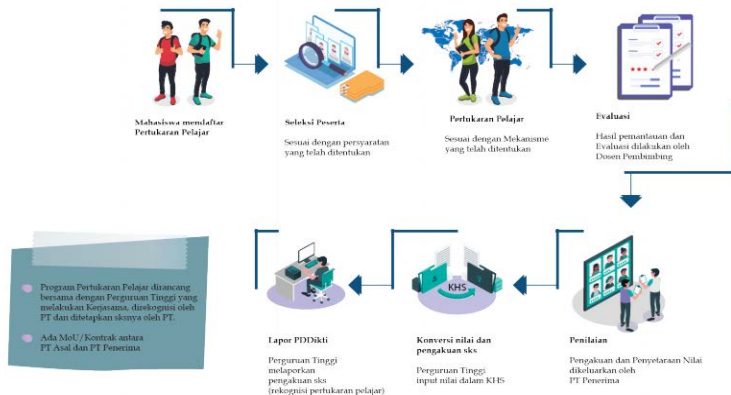 Mahasiswa mendaftar
Pertukaran Pelajar
Seleksi Peserta
Sesuai dengan persyaratan
yang telah ditentukan
Pertukaran Pelajar
Sesuai dengan Mekanisme
yang telah ditentukan
Evaluasi
Hasil pemantauan dan
Evaluasi dilakukan oleh
Dosen Pembimbing
Penilaian
Pengakuan dan Penyetaraan Nilai
dikeluarkan oleh
PT Penerima
KHS
Konversi nilai dan
pengakuan sks
Perguruan Tinggi
input nilai dalam KHS
Lapor PDDikti
Perguruan Tinggi
melaporkan
pengakuan sks
(rekognisi pertukaran pelajar)
Program Pertukaran Pelajar dirancang
bersama dengan Perguruan Tinggi yang
melakukan Kerjasama, direkognisi oleh
PT dan ditetapkan sksnya oleh PT.
Ada MoU/Kontrak antara
PT Asal dan PT Penerima